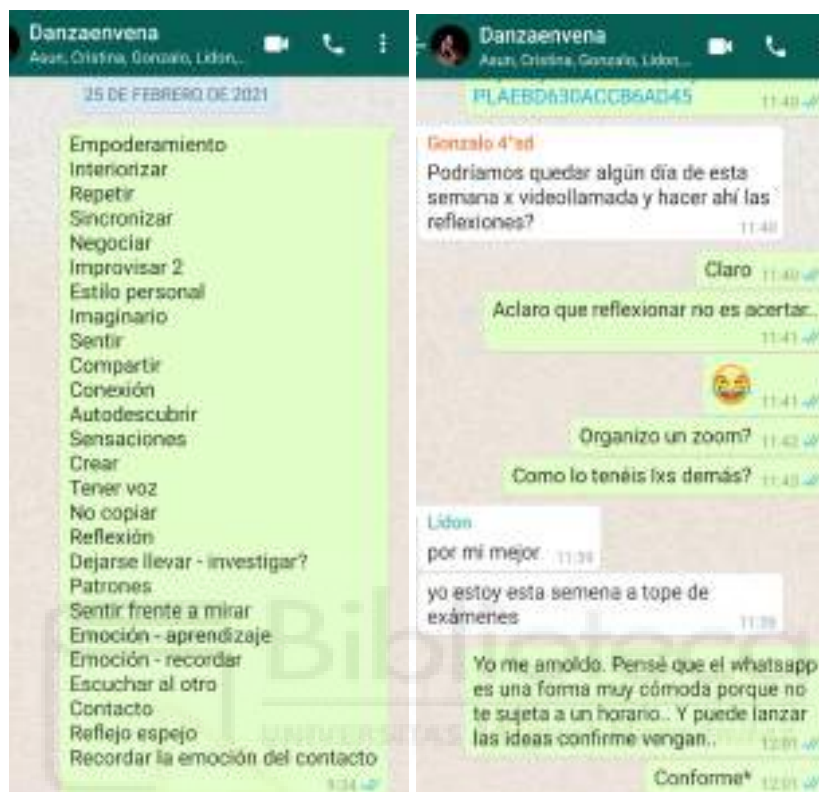 Danzaenvena
Asun, Cristina, Gonzalo, Lidon,...
25 DE FEBRERO DE 2021
Empoderamiento
Interiorizar
Repetir
Sincronizar
Negociar
Improvisar 2
Estilo personal
Imaginario
Sentir
Compartir
Conexión
Autodescubrir
Sensaciones
Crear
Tener voz
No copiar
Reflexión
Dejarse llevar - investigar?
Patrones
Sentir frente a mirar
Emoción - aprendizaje
Emoción - recordar
Escuchar al otro
Contacto
Reflejo espejo
Recordar la emoción del contacto
9:34
Danzaenvena
Asun, Cristina, Gonzalo, Lidon,...
PLAEBD630ACCB6AD45
11:40
Gonzalo 4°ed
Podríamos quedar algún día de esta
semana x videollamada y hacer ahí las
reflexiones?
11:40
Claro 11:40
Aclaro que reflexionar no es acertar..
11:41
😂 11:41
Organizo un zoom? 11:42
Como lo tenéis lxs demás? 11:43
Lidon
por mi mejor 11:39
yo estoy esta semena a tope de
exámenes
11:39
Yo me amoldo. Pensé que el whatsapp
es una forma muy cómoda porque no
te sujeta a un horario.. Y puede lanzar
las ideas confirme vengan..
12:01
Conforme* 12:01
Biblioteca
UNIVERSITAS